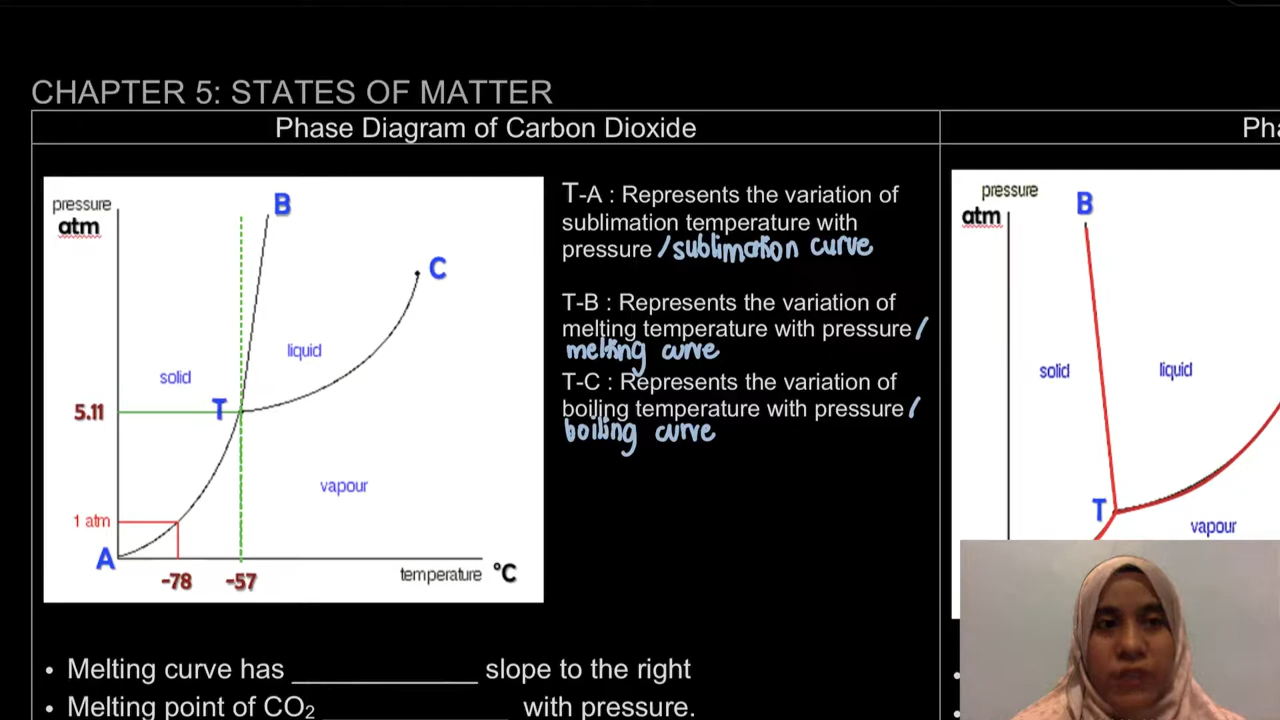 CHAPTER 5: STATES OF MATTER
Phase Diagram of Carbon Dioxide
pressure
atm
B
C
liquid
solid
5.11
T
vapour
1 atm
A
-78
-57
temperature °C
T-A : Represents the variation of
sublimation temperature with
pressure / sublimation curve
T-B : Represents the variation of
melting temperature with pressure /
melting curve
T-C : Represents the variation of
boiling temperature with pressure /
boiling curve
• Melting curve has ____________ slope to the right
• Melting point of CO₂ ____________ with pressure.
pressure
atm
B
solid
liquid
T
vapour